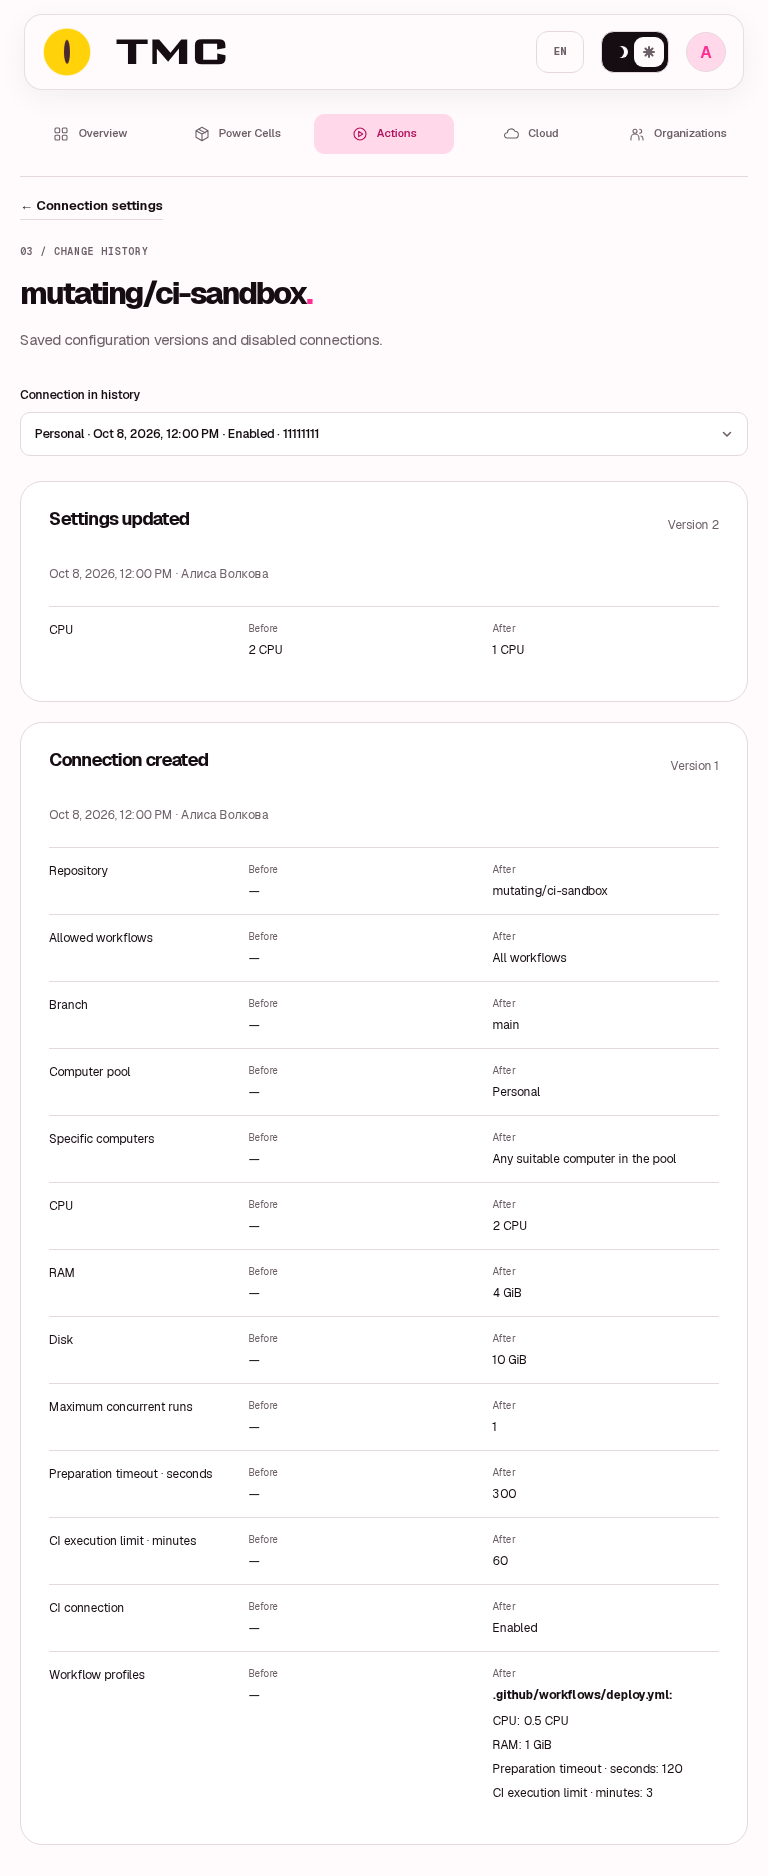 TMC
EN
A
Overview
Power Cells
Actions
Cloud
Organizations
← Connection settings
03 / CHANGE HISTORY
mutating/ci-sandbox.
Saved configuration versions and disabled connections.
Connection in history
Personal · Oct 8, 2026, 12:00 PM · Enabled · 11111111
Settings updated
Version 2
Oct 8, 2026, 12:00 PM · Алиса Волкова
CPU
Before
2 CPU
After
1 CPU
Connection created
Version 1
Oct 8, 2026, 12:00 PM · Алиса Волкова
Repository
Before
—
After
mutating/ci-sandbox
Allowed workflows
Before
—
After
All workflows
Branch
Before
—
After
main
Computer pool
Before
—
After
Personal
Specific computers
Before
—
After
Any suitable computer in the pool
CPU
Before
—
After
2 CPU
RAM
Before
—
After
4 GiB
Disk
Before
—
After
10 GiB
Maximum concurrent runs
Before
—
After
1
Preparation timeout · seconds
Before
—
After
300
CI execution limit · minutes
Before
—
After
60
CI connection
Before
—
After
Enabled
Workflow profiles
Before
—
After
.github/workflows/deploy.yml:
CPU: 0.5 CPU
RAM: 1 GiB
Preparation timeout · seconds: 120
CI execution limit · minutes: 3